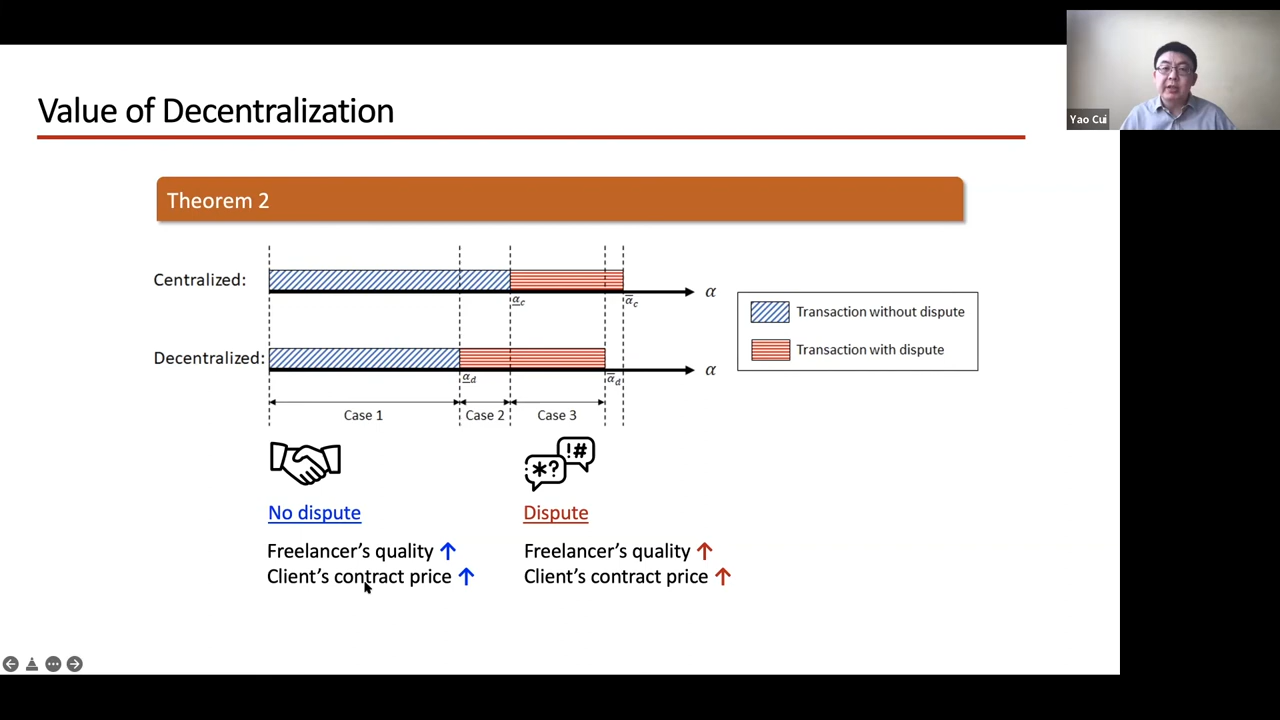 Yao Cui
Value of Decentralization
Theorem 2
Centralized:
α
α̲c
α̅c
Transaction without dispute
Transaction with dispute
Decentralized:
α
α̲d
α̅d
Case 1
Case 2
Case 3
!#
*?
No dispute
Dispute
Freelancer's quality ↑
Client's contract price ↑
Freelancer's quality ↑
Client's contract price ↑